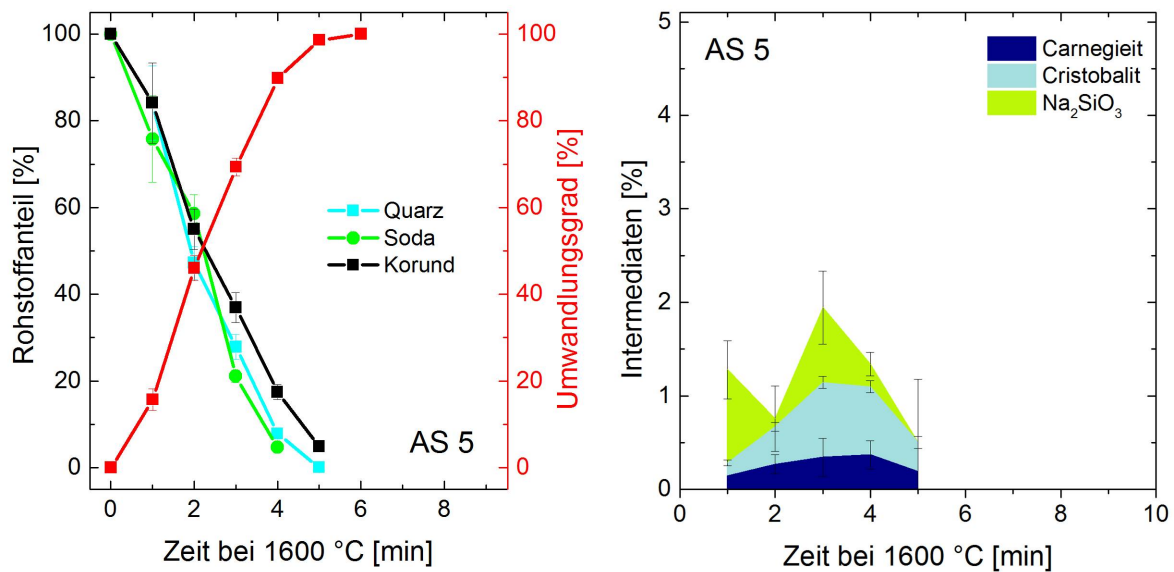 Rohstoffanteil [%]
100
80
60
40
20
0
Quarz
Soda
Korund
AS 5
100
80
60
40
20
0
Umwandlungsgrad [%]
0 2 4 6 8
Zeit bei 1600 °C [min]
Intermediaten [%]
5
4
3
2
1
0
AS 5
Carnegieit
Cristobalit
Na₂SiO₃
0 2 4 6 8 10
Zeit bei 1600 °C [min]